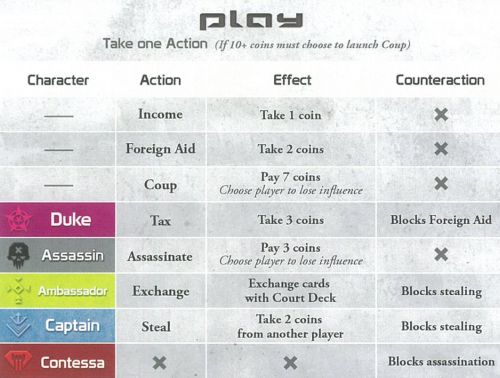 play
Take one Action (If 10+ coins must choose to launch Coup)
Character Action Effect Counteraction
Income Take 1 coin
Foreign Aid Take 2 coins
Coup Pay 7 coins
Choose player to lose influence
Duke Tax Take 3 coins Blocks Foreign Aid
Assassin Assassinate Pay 3 coins
Choose player to lose influence
Ambassador Exchange Exchange cards
with Court Deck Blocks stealing
Captain Steal Take 2 coins
from another player Blocks stealing
Contessa Blocks assassination